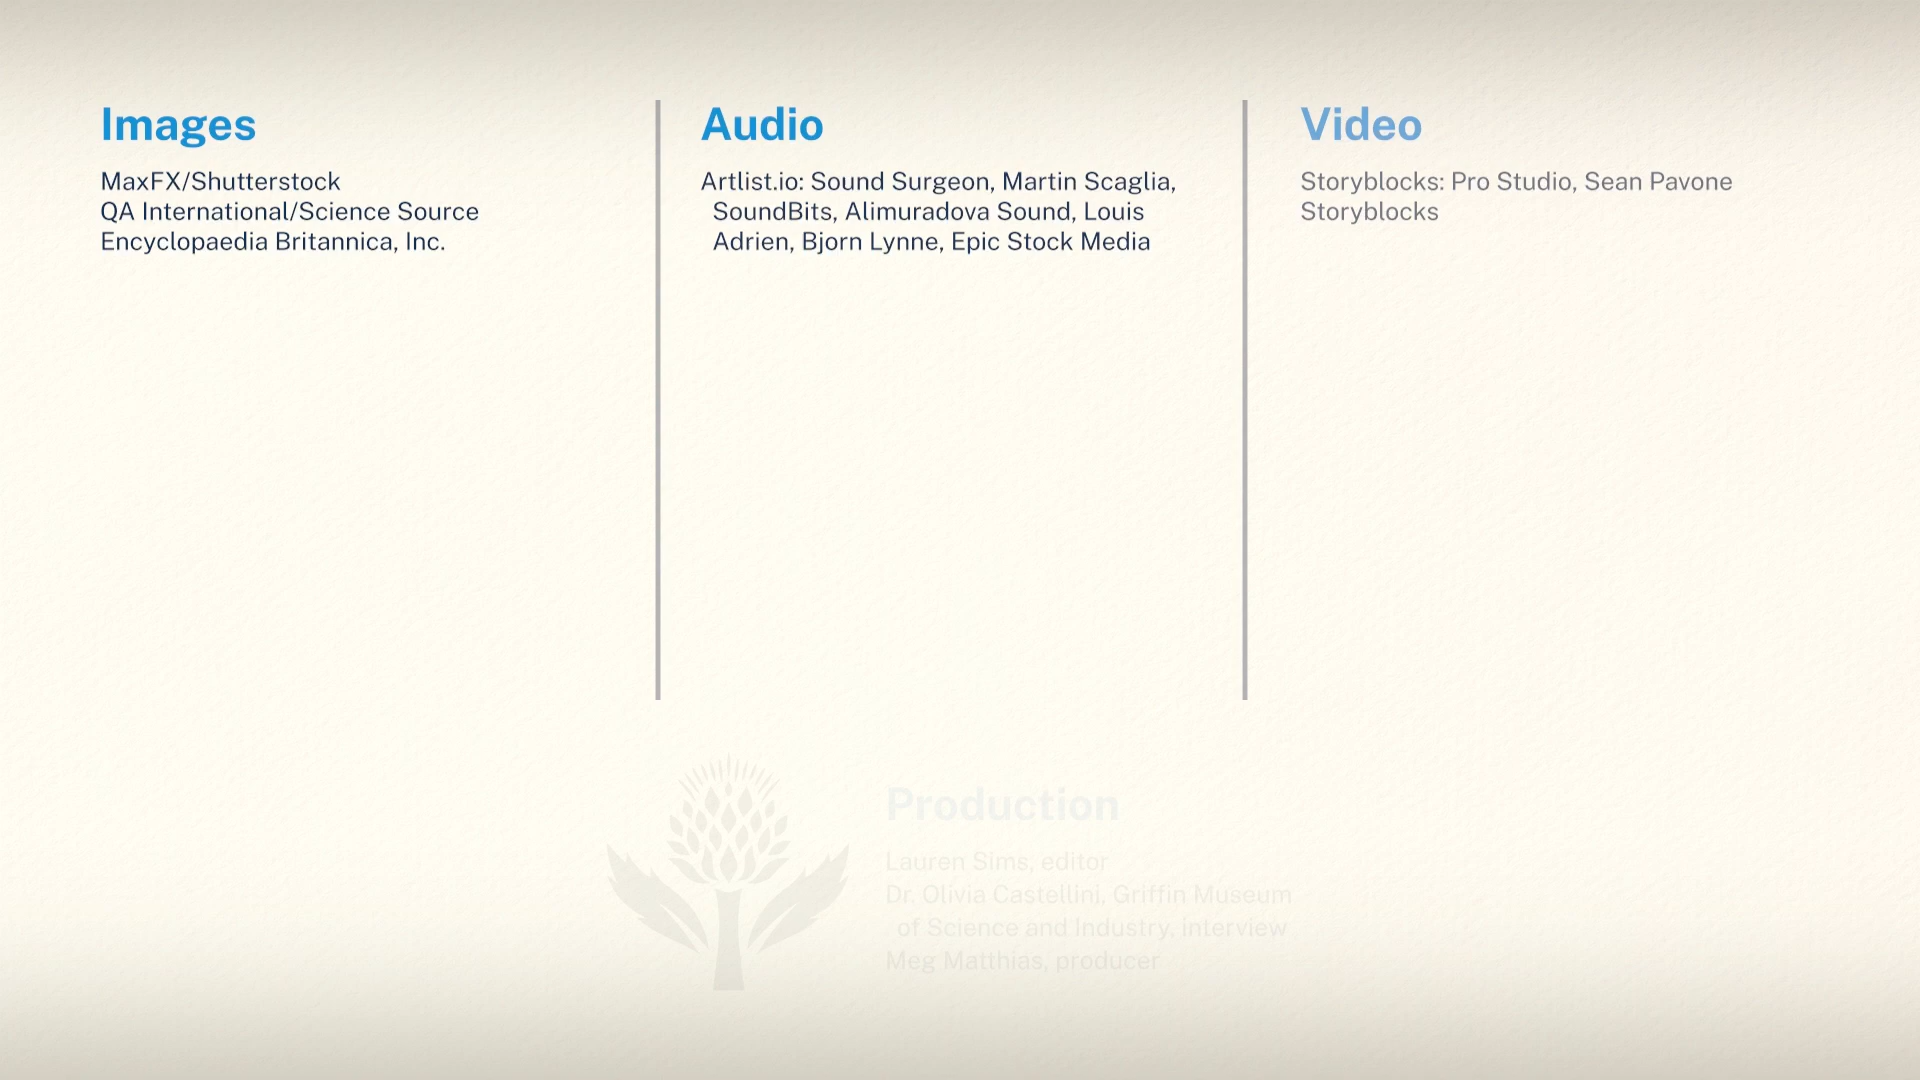 Images
MaxFX/Shutterstock
QA International/Science Source
Encyclopaedia Britannica, Inc.
Audio
Artlist.io: Sound Surgeon, Martin Scaglia,
SoundBits, Alimuradova Sound, Louis
Adrien, Bjorn Lynne, Epic Stock Media
Video
Storyblocks: Pro Studio, Sean Pavone
Storyblocks
Production
Lauren Sims, editor
Dr. Olivia Castellini, Griffin Museum
of Science and Industry, interview
Meg Matthias, producer